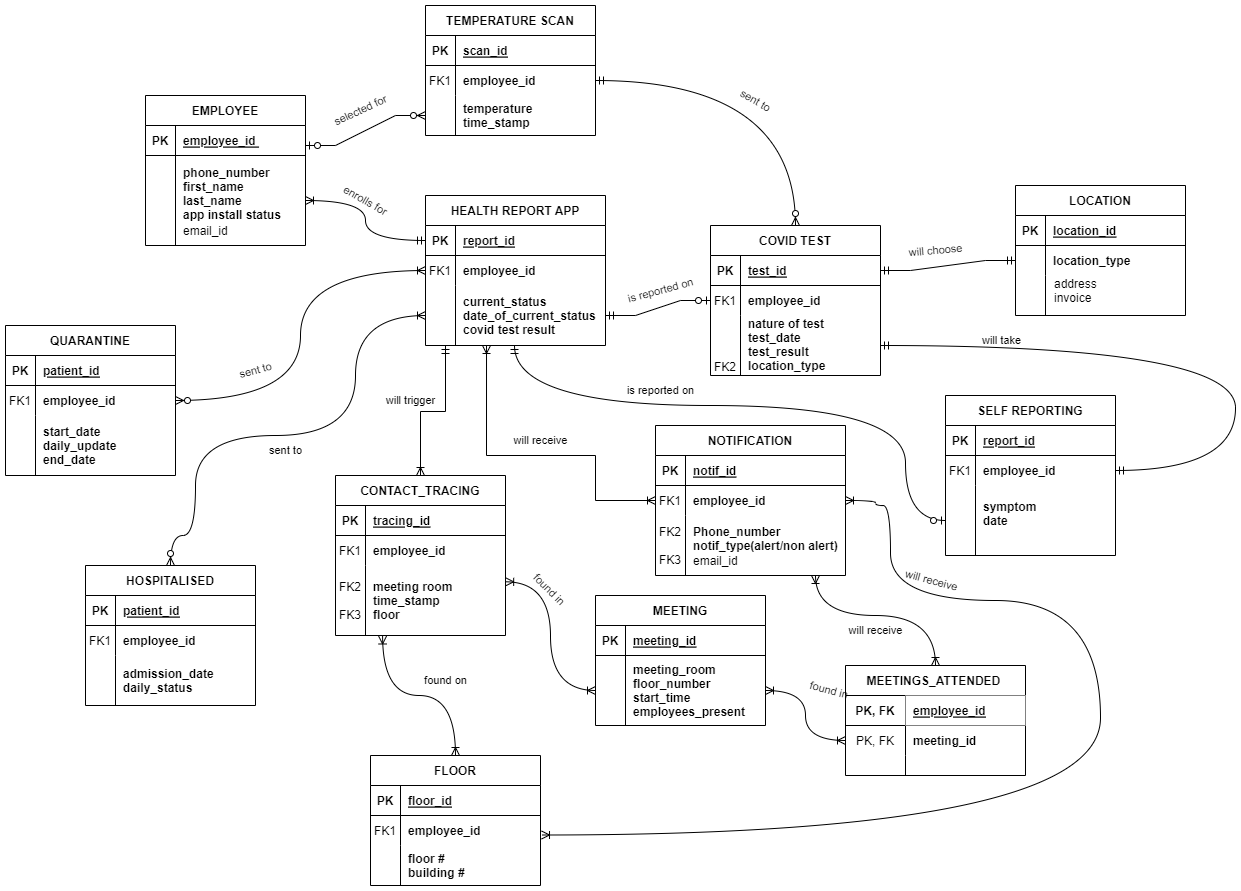 TEMPERATURE SCAN
PK scan_id
FK1 employee_id
temperature
time_stamp
EMPLOYEE
PK employee_id
phone_number
first_name
last_name
app install status
email_id
selected for
enrolls for
sent to
HEALTH REPORT APP
PK report_id
FK1 employee_id
current_status
date_of_current_status
covid test result
COVID TEST
PK test_id
FK1 employee_id
nature of test
test_date
test_result
FK2 location_type
is reported on
will choose
LOCATION
PK location_id
location_type
address
invoice
will take
QUARANTINE
PK patient_id
FK1 employee_id
start_date
daily_update
end_date
sent to
sent to
will trigger
will receive
is reported on
SELF REPORTING
PK report_id
FK1 employee_id
symptom
date
NOTIFICATION
PK notif_id
FK1 employee_id
FK2 Phone_number
notif_type(alert/non alert)
FK3 email_id
CONTACT_TRACING
PK tracing_id
FK1 employee_id
FK2 meeting room
time_stamp
FK3 floor
HOSPITALISED
PK patient_id
FK1 employee_id
admission_date
daily_status
found in
will receive
will receive
MEETING
PK meeting_id
meeting_room
floor_number
start_time
employees_present
found in
MEETINGS_ATTENDED
PK, FK employee_id
PK, FK meeting_id
found on
FLOOR
PK floor_id
FK1 employee_id
floor #
building #